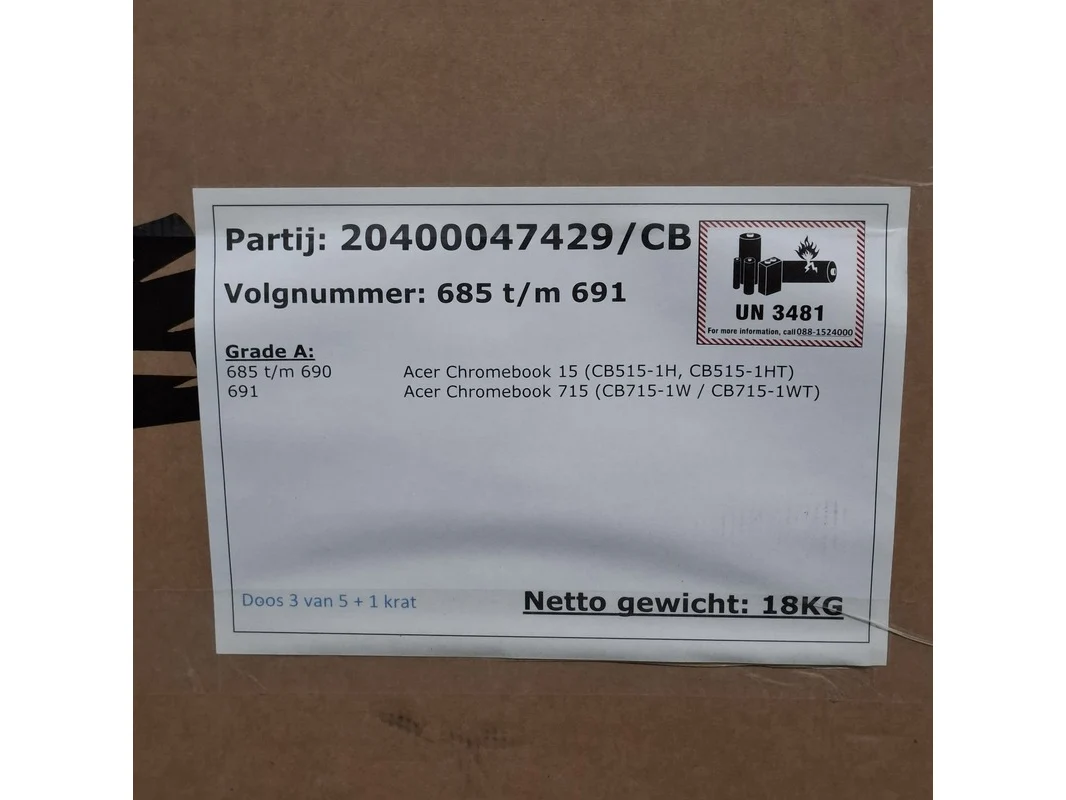 Partij: 20400047429/CB
Volgnummer: 685 t/m 691
UN 3481
For more information, call 088-1524000
Grade A:
685 t/m 690 Acer Chromebook 15 (CB515-1H, CB515-1HT)
691 Acer Chromebook 715 (CB715-1W / CB715-1WT)
Doos 3 van 5 + 1 krat
Netto gewicht: 18KG